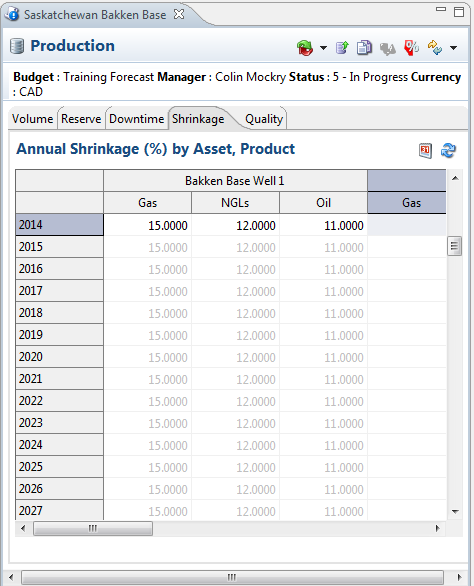 Saskatchewan Bakken Base
Production
Budget : Training Forecast Manager : Colin Mockry Status : 5 - In Progress Currency
: CAD
Volume Reserve Downtime Shrinkage Quality
Annual Shrinkage (%) by Asset, Product
31
Bakken Base Well 1
Gas NGLs Oil Gas
2014 15.0000 12.0000 11.0000
2015 15.0000 12.0000 11.0000
2016 15.0000 12.0000 11.0000
2017 15.0000 12.0000 11.0000
2018 15.0000 12.0000 11.0000
2019 15.0000 12.0000 11.0000
2020 15.0000 12.0000 11.0000
2021 15.0000 12.0000 11.0000
2022 15.0000 12.0000 11.0000
2023 15.0000 12.0000 11.0000
2024 15.0000 12.0000 11.0000
2025 15.0000 12.0000 11.0000
2026 15.0000 12.0000 11.0000
2027 15.0000 12.0000 11.0000